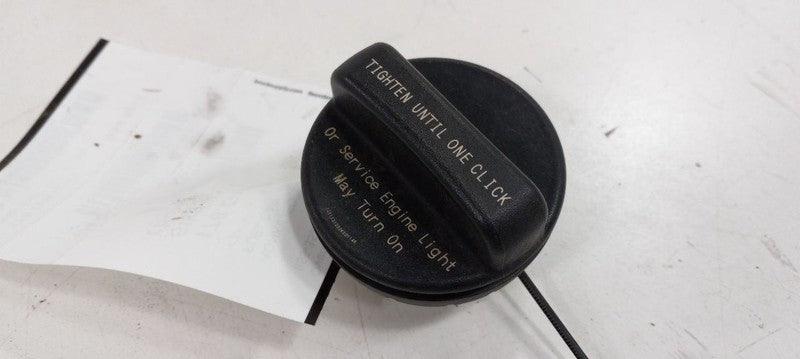 TIGHTEN UNTIL ONE CLICK
Or Service Engine Light
May Turn On